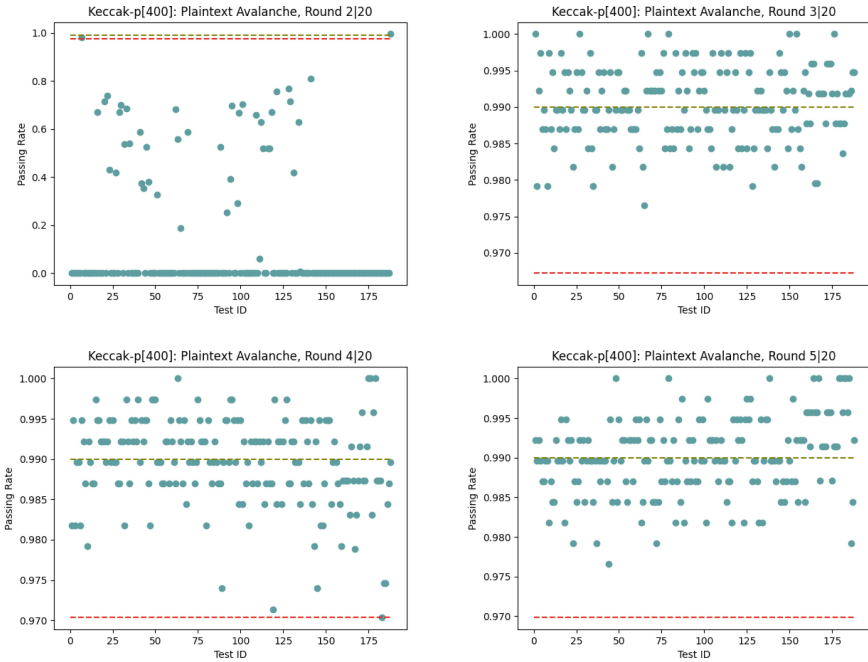 Keccak-p[400]: Plaintext Avalanche, Round 2|20
Passing Rate
1.0
0.8
0.6
0.4
0.2
0.0
0 25 50 75 100 125 150 175
Test ID
Keccak-p[400]: Plaintext Avalanche, Round 3|20
Passing Rate
1.000
0.995
0.990
0.985
0.980
0.975
0.970
0 25 50 75 100 125 150 175
Test ID
Keccak-p[400]: Plaintext Avalanche, Round 4|20
Passing Rate
1.000
0.995
0.990
0.985
0.980
0.975
0.970
0 25 50 75 100 125 150 175
Test ID
Keccak-p[400]: Plaintext Avalanche, Round 5|20
Passing Rate
1.000
0.995
0.990
0.985
0.980
0.975
0.970
0 25 50 75 100 125 150 175
Test ID